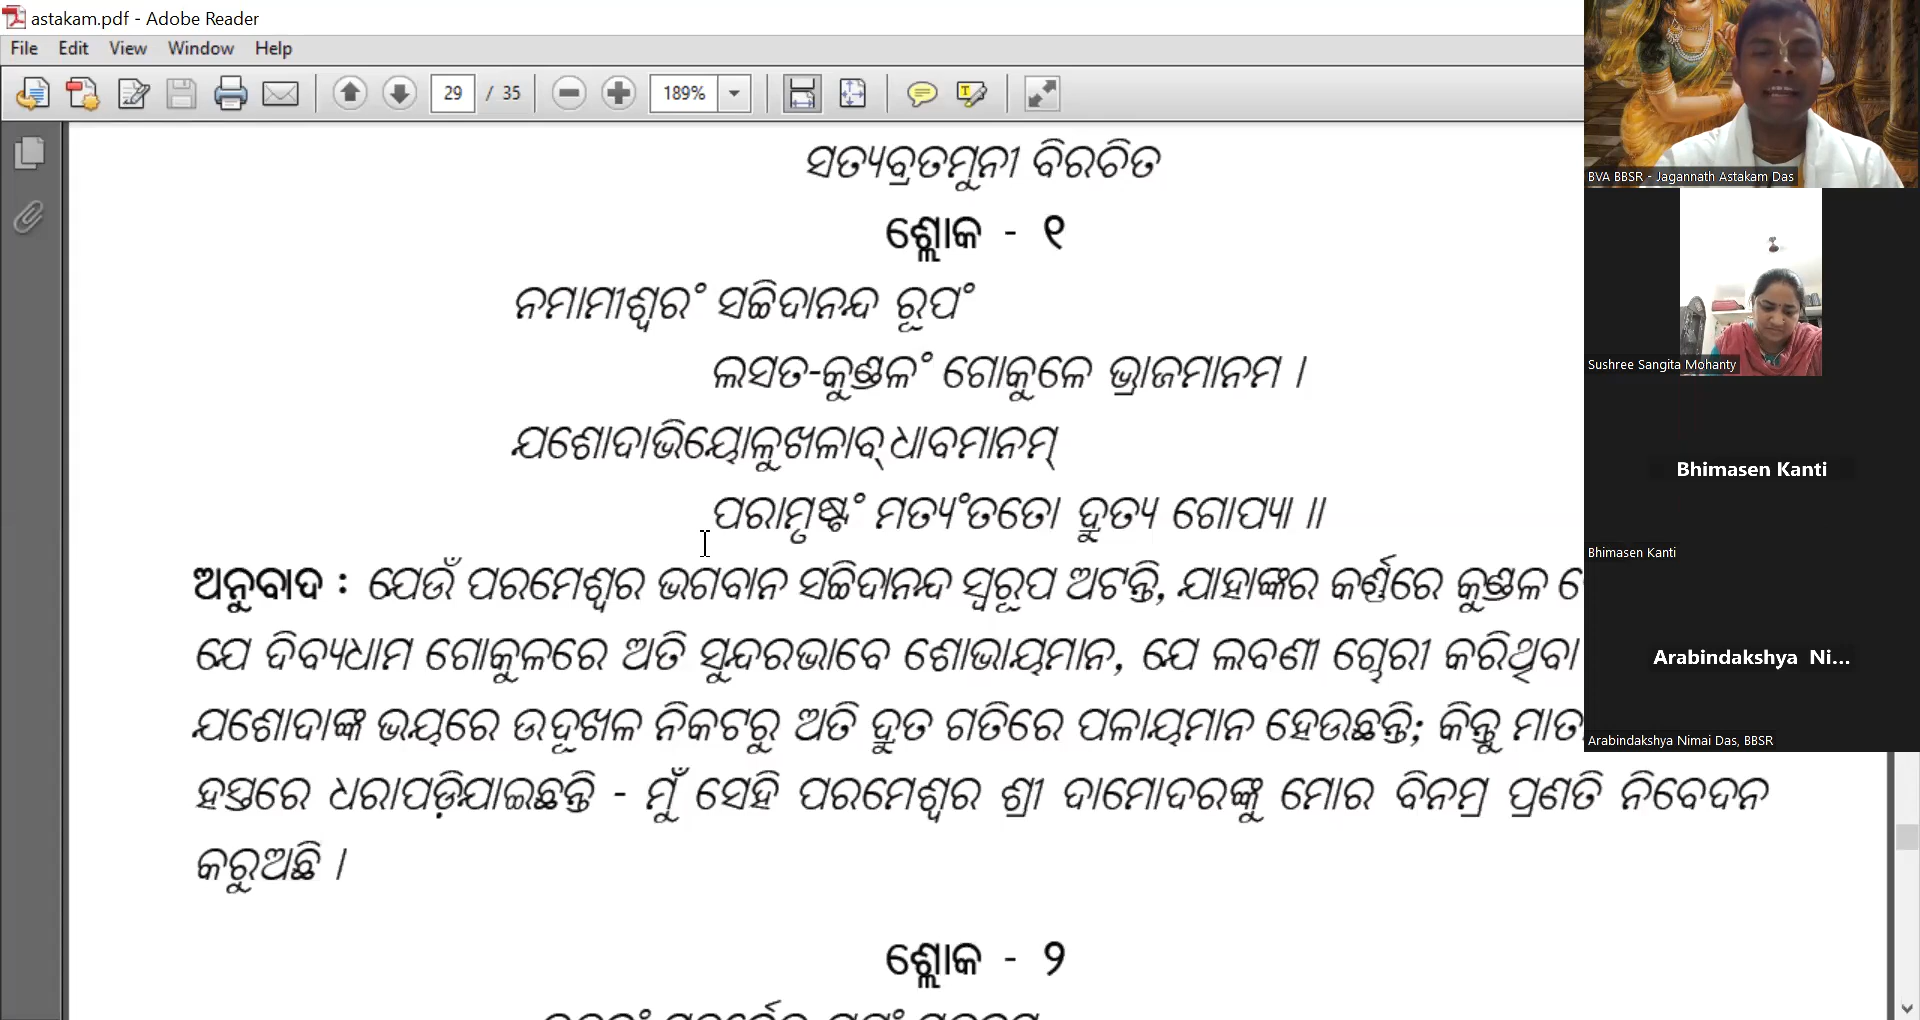 astakam.pdf - Adobe Reader
File Edit View Window Help
29 / 35 189%
ସତ୍ୟବ୍ରତମୁନୀ ବିରଚିତ
ଶ୍ଲୋକ - ୧
ନମାମୀଶ୍ୱରଂ ସଚ୍ଚିଦାନନ୍ଦ ରୂପଂ
ଲସତ-କୁଣ୍ଡଳଂ ଗୋକୁଳେ ଭ୍ରାଜମାନମ ।
ଯଶୋଦାଭିୟୋଳୁଖଳାବ୍ ଧାବମାନମ୍
ପରାମୃଷ୍ଟଂ ମତ୍ୟଂତତୋ ଦ୍ରୁତ୍ୟ ଗୋପ୍ୟା ॥
ଅନୁବାଦ : ଯେଉଁ ପରମେଶ୍ୱର ଭଗବାନ ସଚ୍ଚିଦାନନ୍ଦ ସ୍ୱରୂପ ଅଟନ୍ତି, ଯାହାଙ୍କର କର୍ଣ୍ଣରେ କୁଣ୍ଡଳ
ଯେ ଦିବ୍ୟଧାମ ଗୋକୁଳରେ ଅତି ସୁନ୍ଦରଭାବେ ଶୋଭାୟମାନ, ଯେ ଲବଣୀ ଚୋରୀ କରିଥିବା
ଯଶୋଦାଙ୍କ ଭୟରେ ଉଦୂଖଳ ନିକଟରୁ ଅତି ଦ୍ରୁତ ଗତିରେ ପଳାୟମାନ ହେଉଛନ୍ତି; କିନ୍ତୁ
ହସ୍ତରେ ଧରାପଡ଼ିଯାଇଛନ୍ତି - ମୁଁ ସେହି ପରମେଶ୍ୱର ଶ୍ରୀ ଦାମୋଦରଙ୍କୁ ମୋର ବିନମ୍ର ପ୍ରଣତି ନିବେଦନ
କରୁଅଛି ।
ଶ୍ଲୋକ - ୨
BVA BBSR - Jagannath Astakam Das
Sushree Sangita Mohanty
Bhimasen Kanti
Bhimasen Kanti
Arabindakshya Ni...
Arabindakshya Nimai Das, BBSR